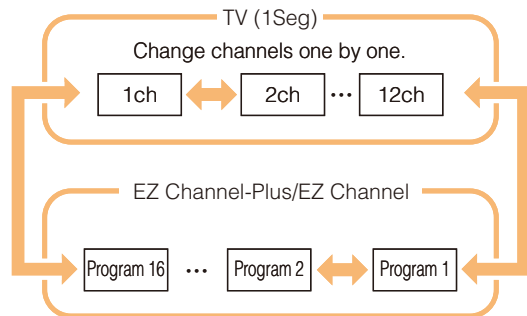 TV (1Seg)
Change channels one by one.
1ch 2ch ··· 12ch
EZ Channel-Plus/EZ Channel
Program 16 ··· Program 2 Program 1